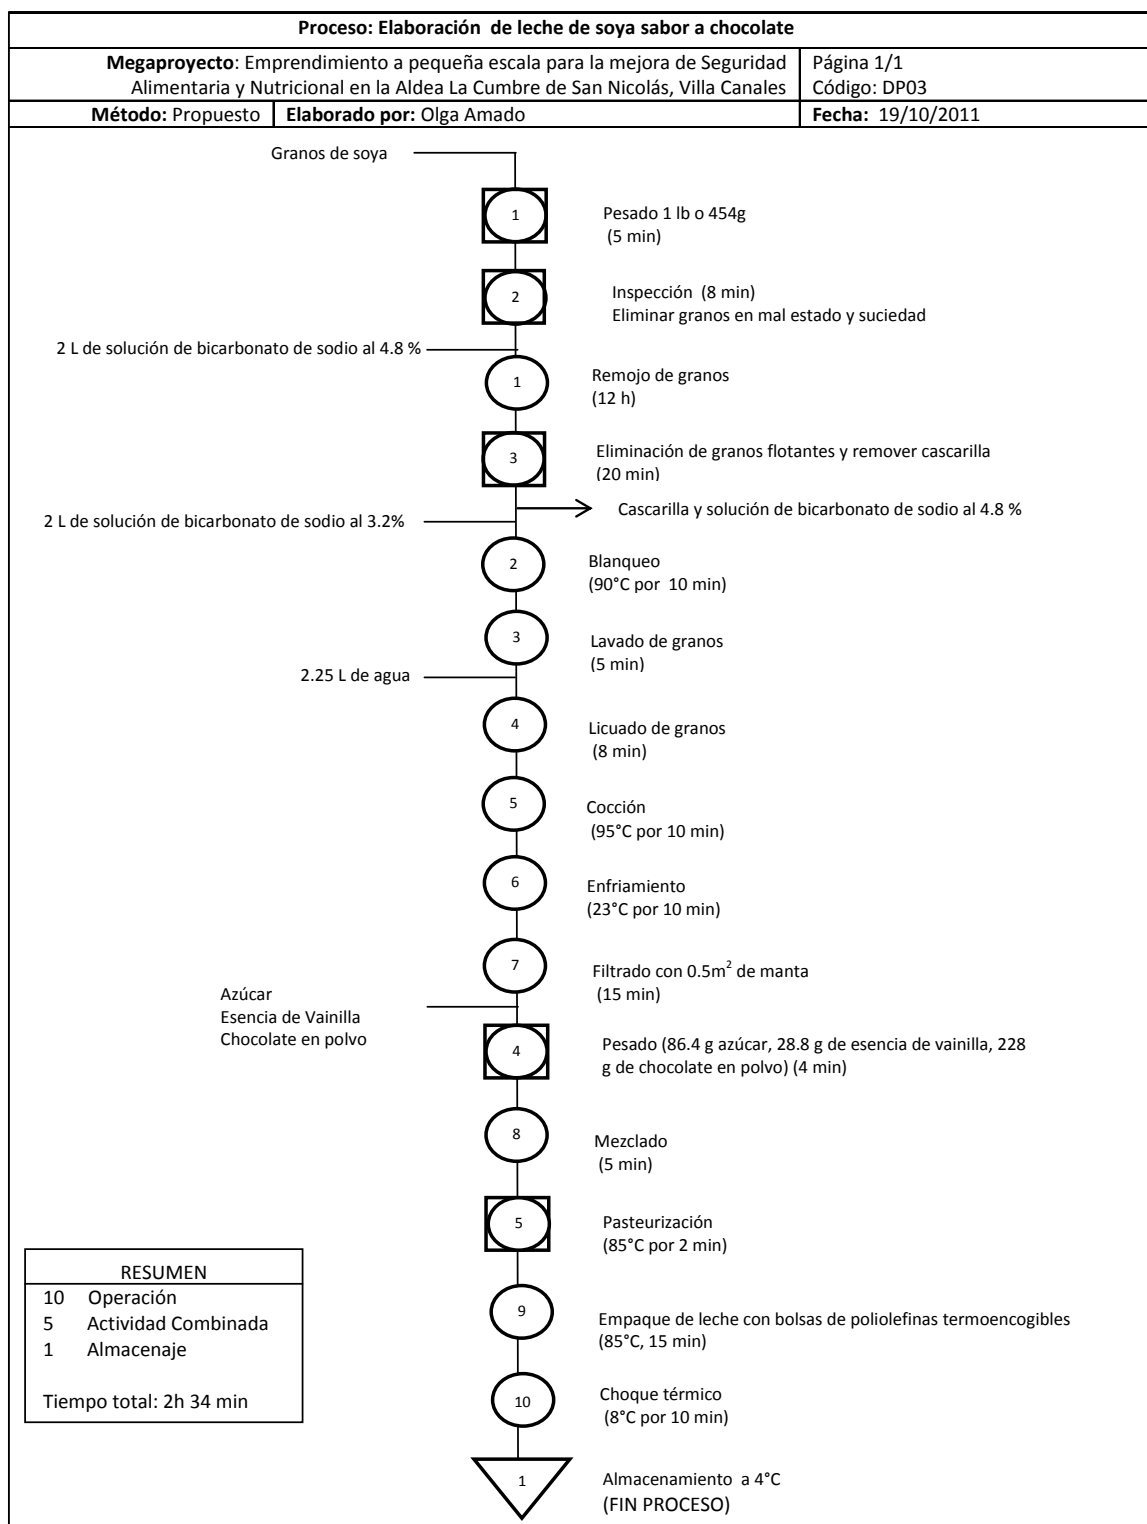 Proceso: Elaboración de leche de soya sabor a chocolate
Megaproyecto: Emprendimiento a pequeña escala para la mejora de Seguridad
Alimentaria y Nutricional en la Aldea La Cumbre de San Nicolás, Villa Canales
Página 1/1
Código: DP03
Método: Propuesto
Elaborado por: Olga Amado
Fecha: 19/10/2011
Granos de soya
1
Pesado 1 lb o 454g
(5 min)
2
Inspección (8 min)
Eliminar granos en mal estado y suciedad
2 L de solución de bicarbonato de sodio al 4.8 %
1
Remojo de granos
(12 h)
3
Eliminación de granos flotantes y remover cascarilla
(20 min)
Cascarilla y solución de bicarbonato de sodio al 4.8 %
2 L de solución de bicarbonato de sodio al 3.2%
2
Blanqueo
(90°C por 10 min)
3
Lavado de granos
(5 min)
2.25 L de agua
4
Licuado de granos
(8 min)
5
Cocción
(95°C por 10 min)
6
Enfriamiento
(23°C por 10 min)
7
Filtrado con 0.5m² de manta
(15 min)
Azúcar
Esencia de Vainilla
Chocolate en polvo
4
Pesado (86.4 g azúcar, 28.8 g de esencia de vainilla, 228
g de chocolate en polvo) (4 min)
8
Mezclado
(5 min)
5
Pasteurización
(85°C por 2 min)
9
Empaque de leche con bolsas de poliolefinas termoencogibles
(85°C, 15 min)
10
Choque térmico
(8°C por 10 min)
1
Almacenamiento a 4°C
(FIN PROCESO)
RESUMEN
10 Operación
5 Actividad Combinada
1 Almacenaje
Tiempo total: 2h 34 min